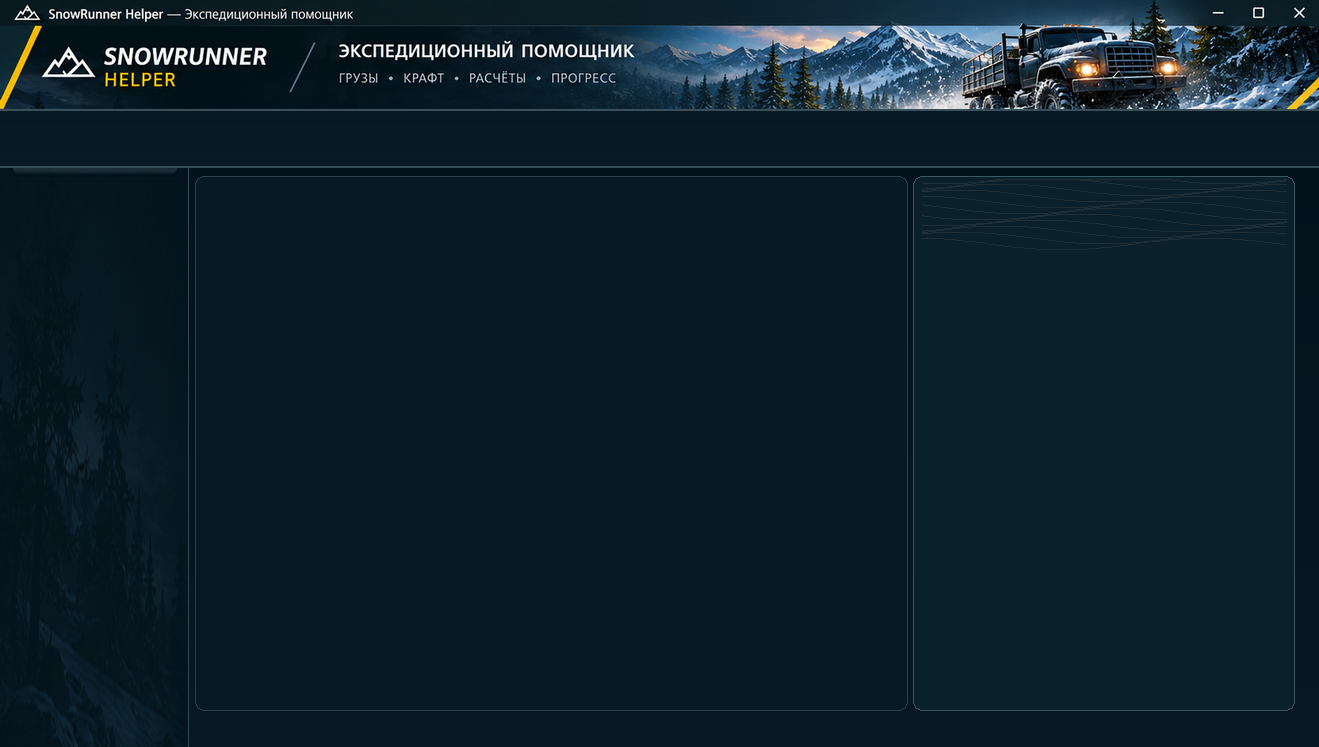 SnowRunner Helper — Экспедиционный помощник
SNOWRUNNER
HELPER
ЭКСПЕДИЦИОННЫЙ ПОМОЩНИК
ГРУЗЫ • КРАФТ • РАСЧЁТЫ • ПРОГРЕСС